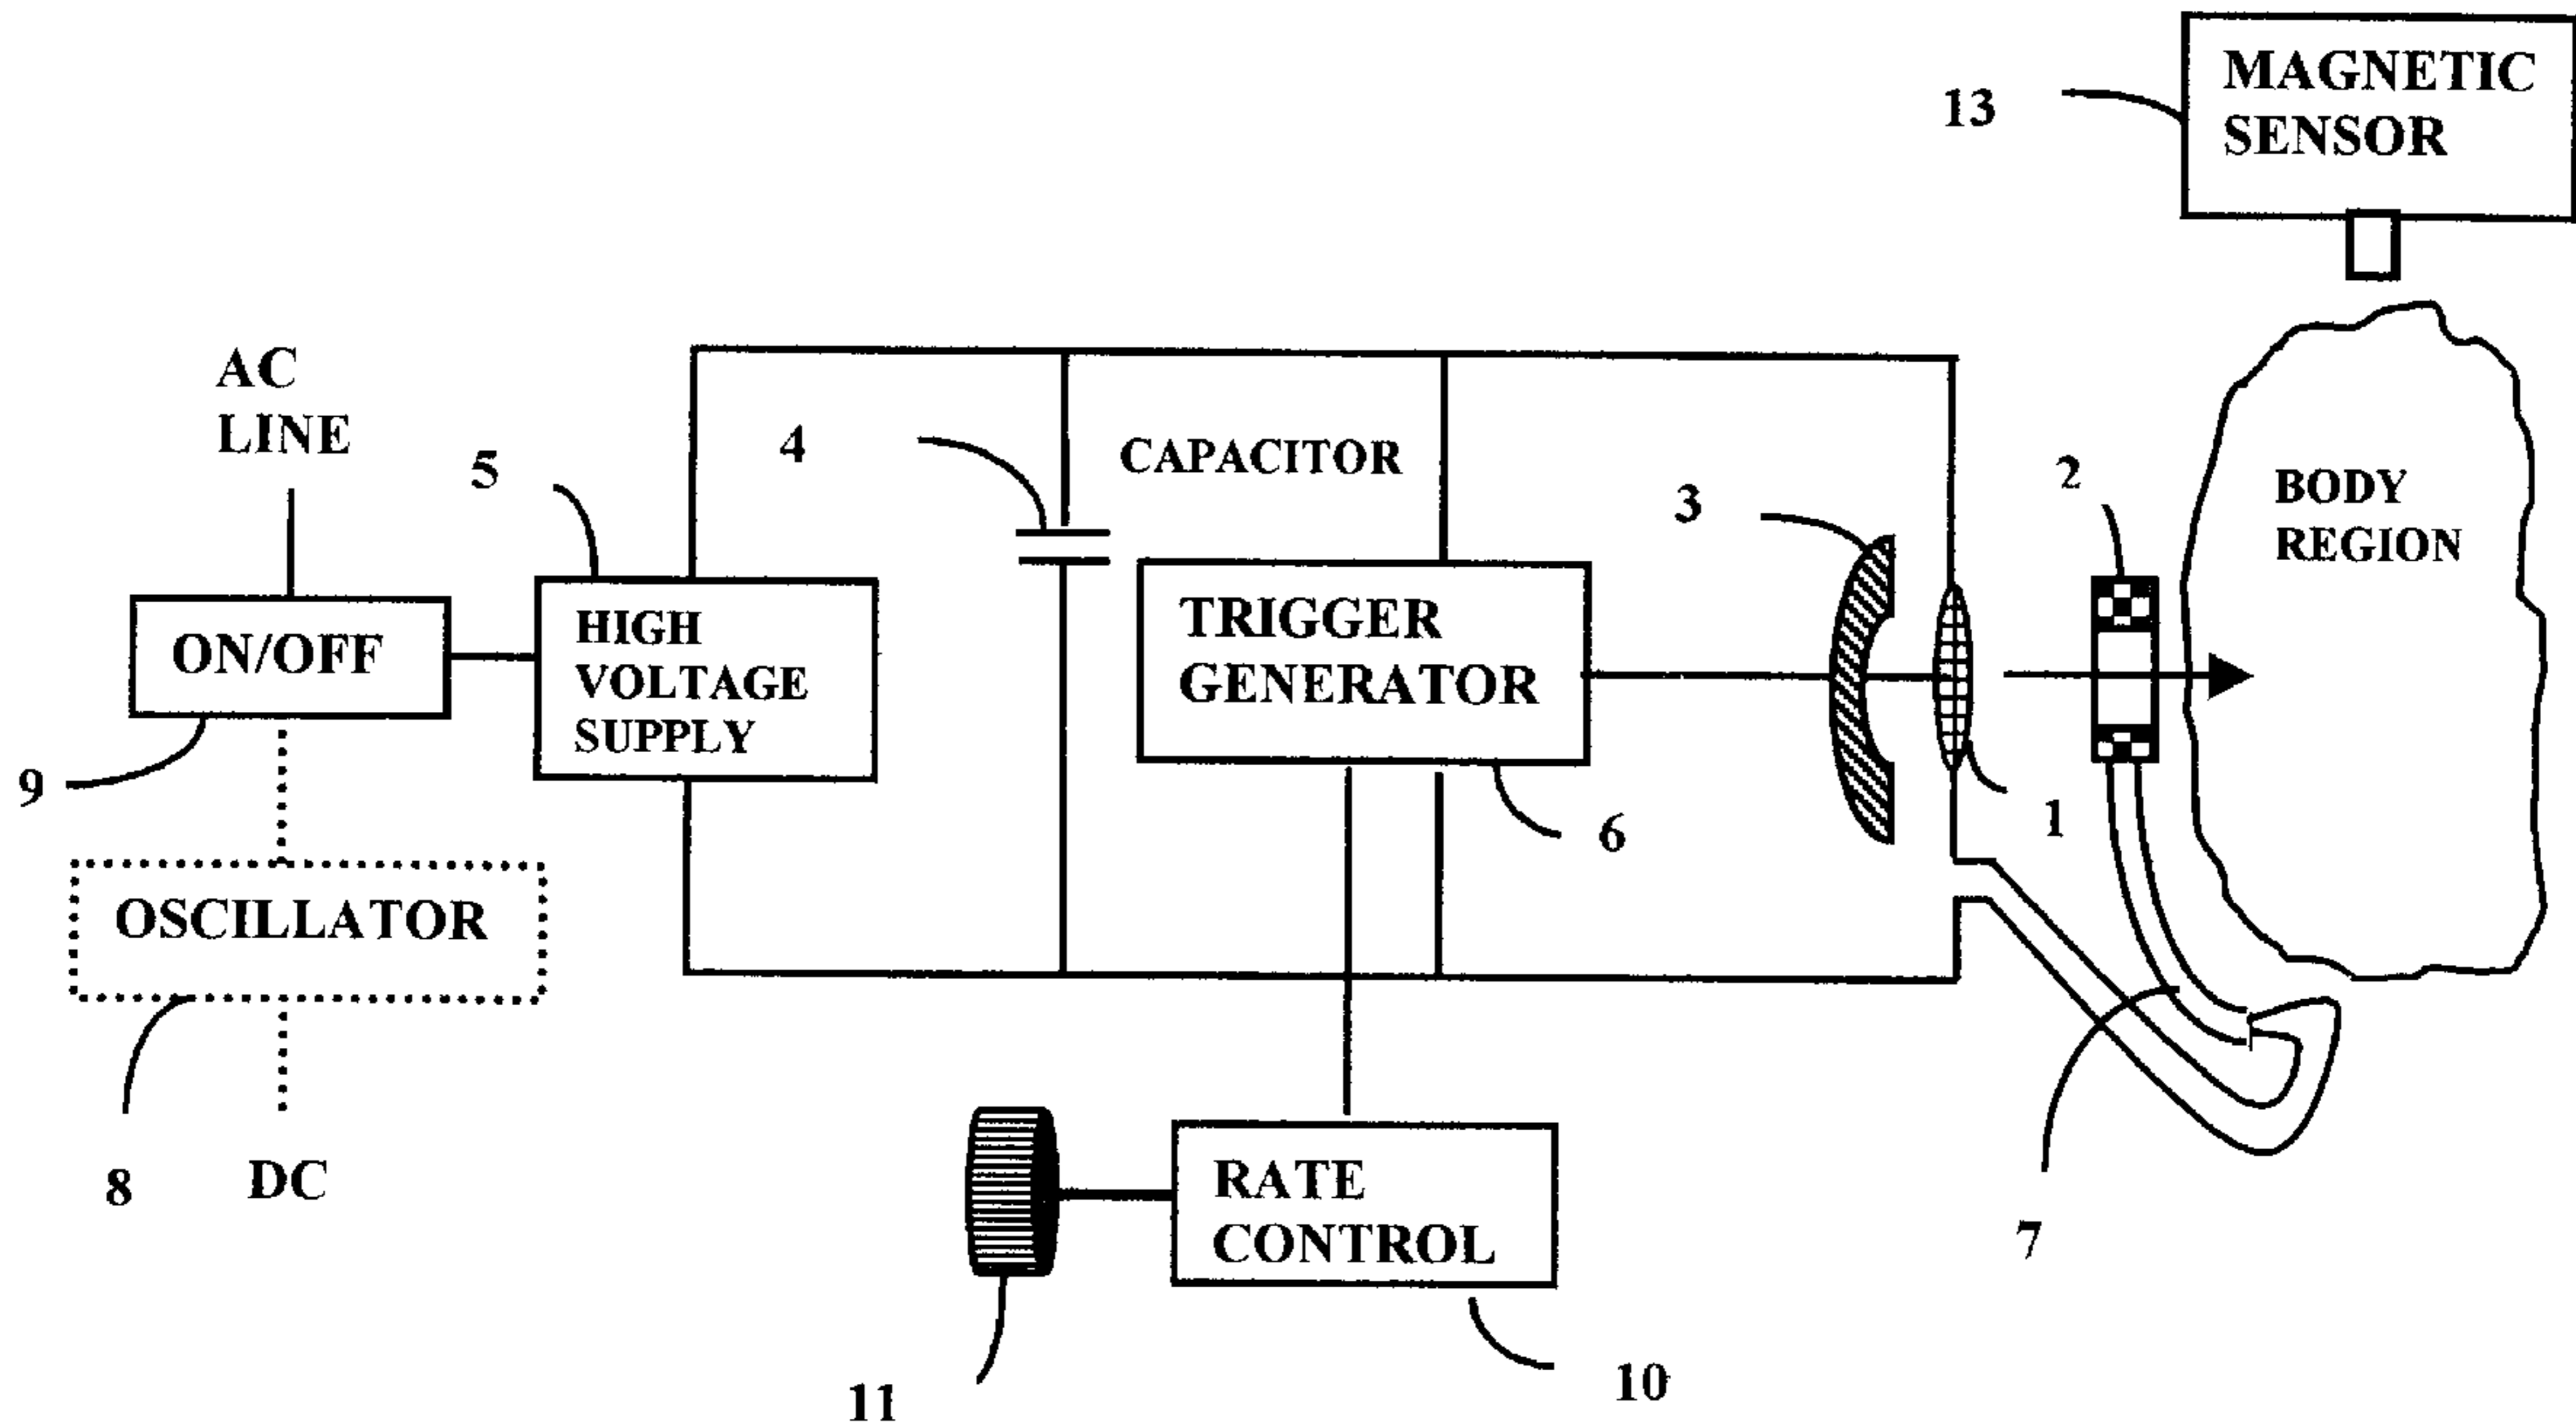 MAGNETIC
SENSOR
13
AC
LINE
5
4
CAPACITOR
3
2
BODY
REGION
ON/OFF
HIGH
VOLTAGE
SUPPLY
TRIGGER
GENERATOR
9
6
1
OSCILLATOR
8
DC
RATE
CONTROL
7
11
10